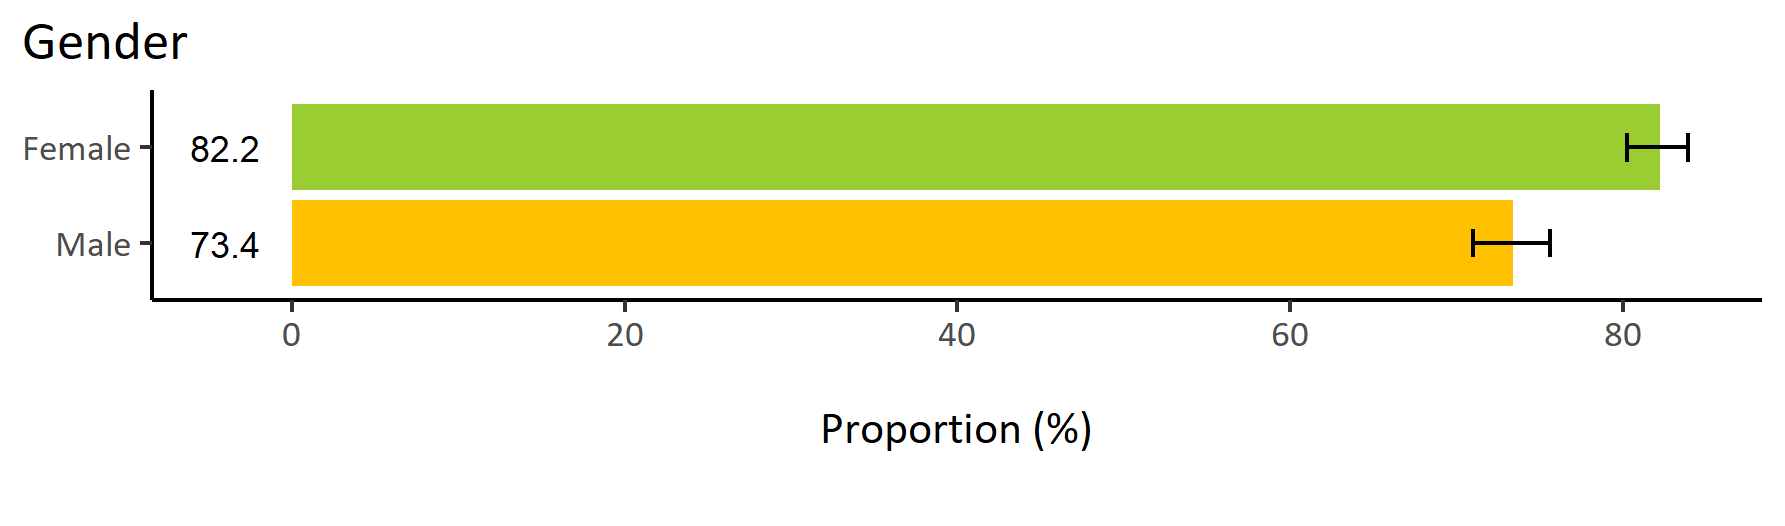 Gender
Female 82.2
Male 73.4
0 20 40 60 80
Proportion (%)